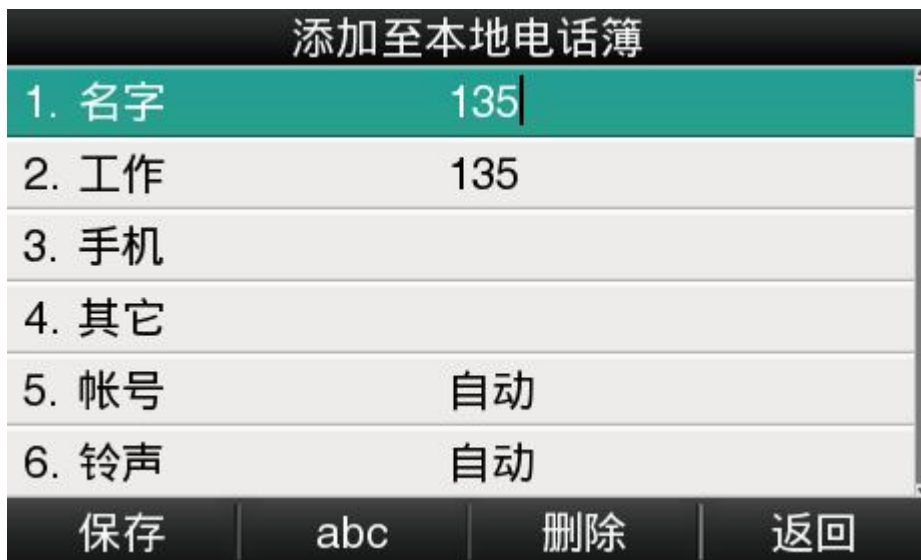 添加至本地电话簿
1. 名字 135
2. 工作 135
3. 手机
4. 其它
5. 帐号 自动
6. 铃声 自动
保存 abc 删除 返回